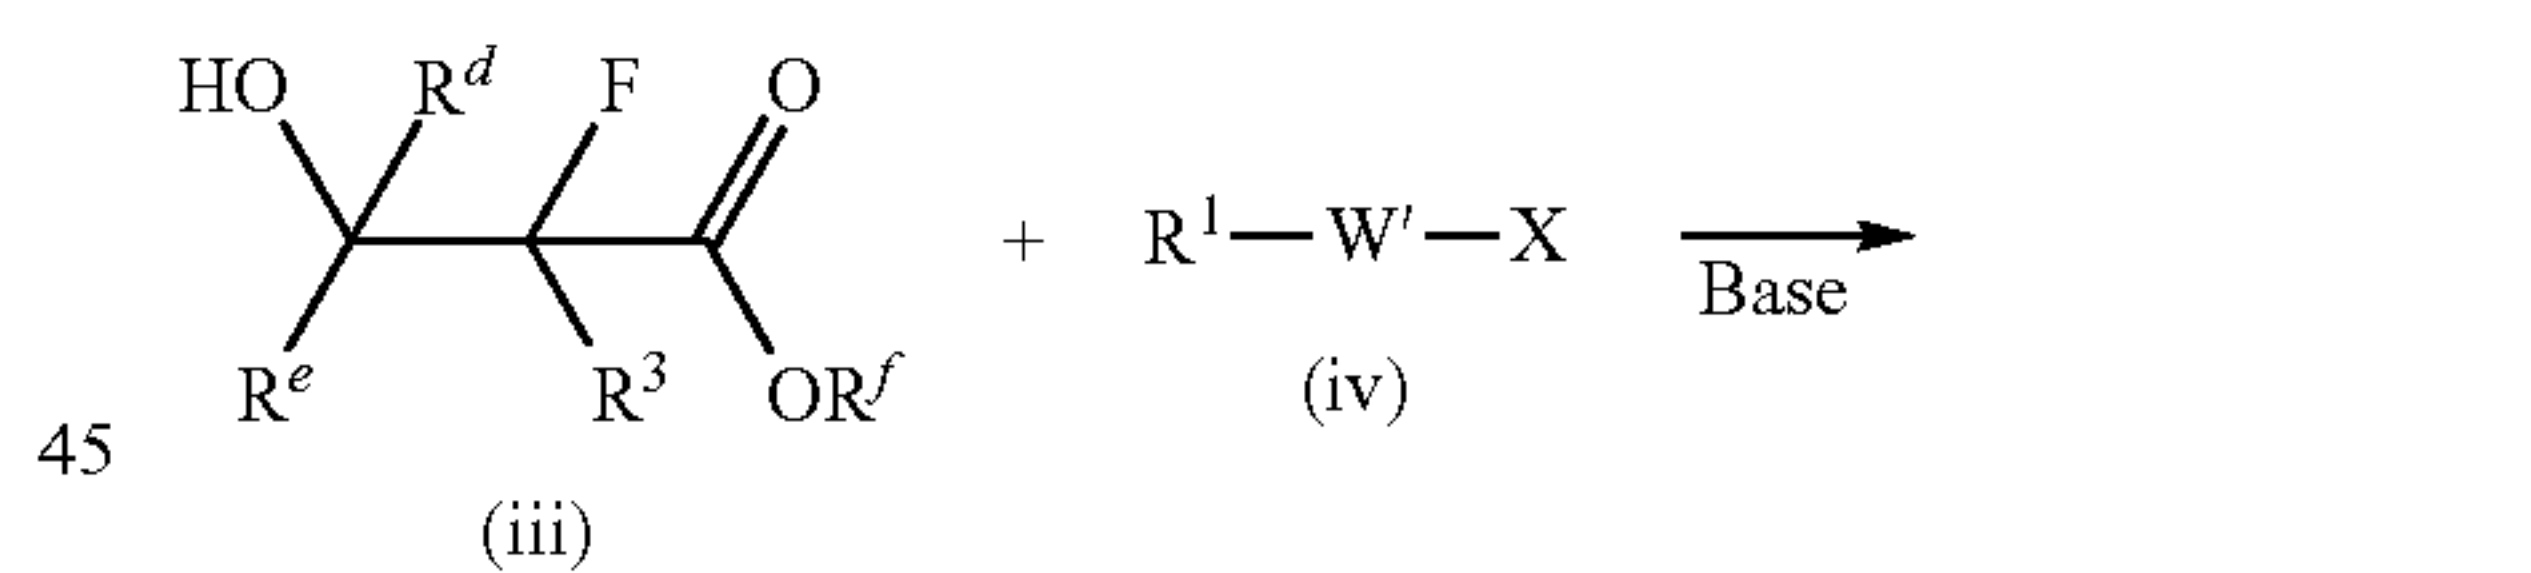 HO R^d F O
+ R^1—W'—X
Base
R^e R^3 OR^f (iv)
45
(iii)